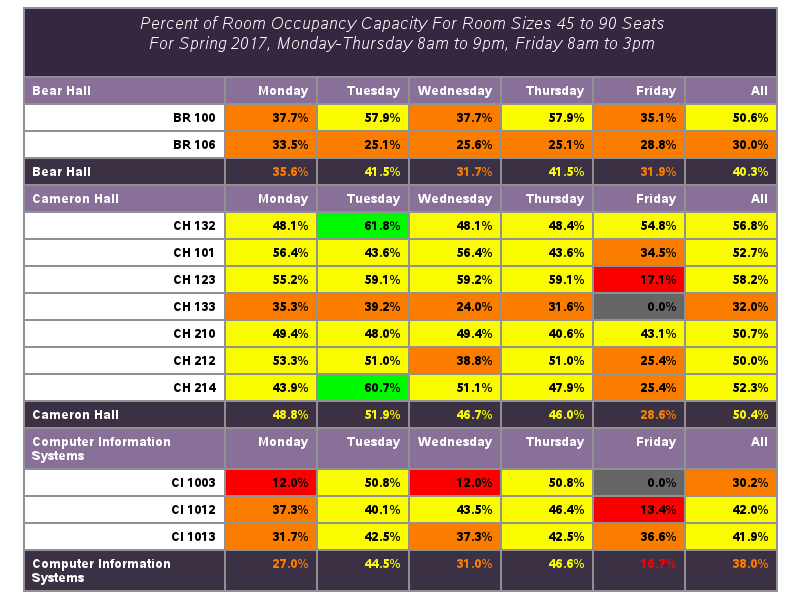 Percent of Room Occupancy Capacity For Room Sizes 45 to 90 Seats
For Spring 2017, Monday-Thursday 8am to 9pm, Friday 8am to 3pm
Bear Hall Monday Tuesday Wednesday Thursday Friday All
BR 100 37.7% 57.9% 37.7% 57.9% 35.1% 50.6%
BR 106 33.5% 25.1% 25.6% 25.1% 28.8% 30.0%
Bear Hall 35.6% 41.5% 31.7% 41.5% 31.9% 40.3%
Cameron Hall Monday Tuesday Wednesday Thursday Friday All
CH 132 48.1% 61.8% 48.1% 48.4% 54.8% 56.8%
CH 101 56.4% 43.6% 56.4% 43.6% 34.5% 52.7%
CH 123 55.2% 59.1% 59.2% 59.1% 17.1% 58.2%
CH 133 35.3% 39.2% 24.0% 31.6% 0.0% 32.0%
CH 210 49.4% 48.0% 49.4% 40.6% 43.1% 50.7%
CH 212 53.3% 51.0% 38.8% 51.0% 25.4% 50.0%
CH 214 43.9% 60.7% 51.1% 47.9% 25.4% 52.3%
Cameron Hall 48.8% 51.9% 46.7% 46.0% 28.6% 50.4%
Computer Information Monday Tuesday Wednesday Thursday Friday All
Systems
CI 1003 12.0% 50.8% 12.0% 50.8% 0.0% 30.2%
CI 1012 37.3% 40.1% 43.5% 46.4% 13.4% 42.0%
CI 1013 31.7% 42.5% 37.3% 42.5% 36.6% 41.9%
Computer Information 27.0% 44.5% 31.0% 46.6% 16.7% 38.0%
Systems